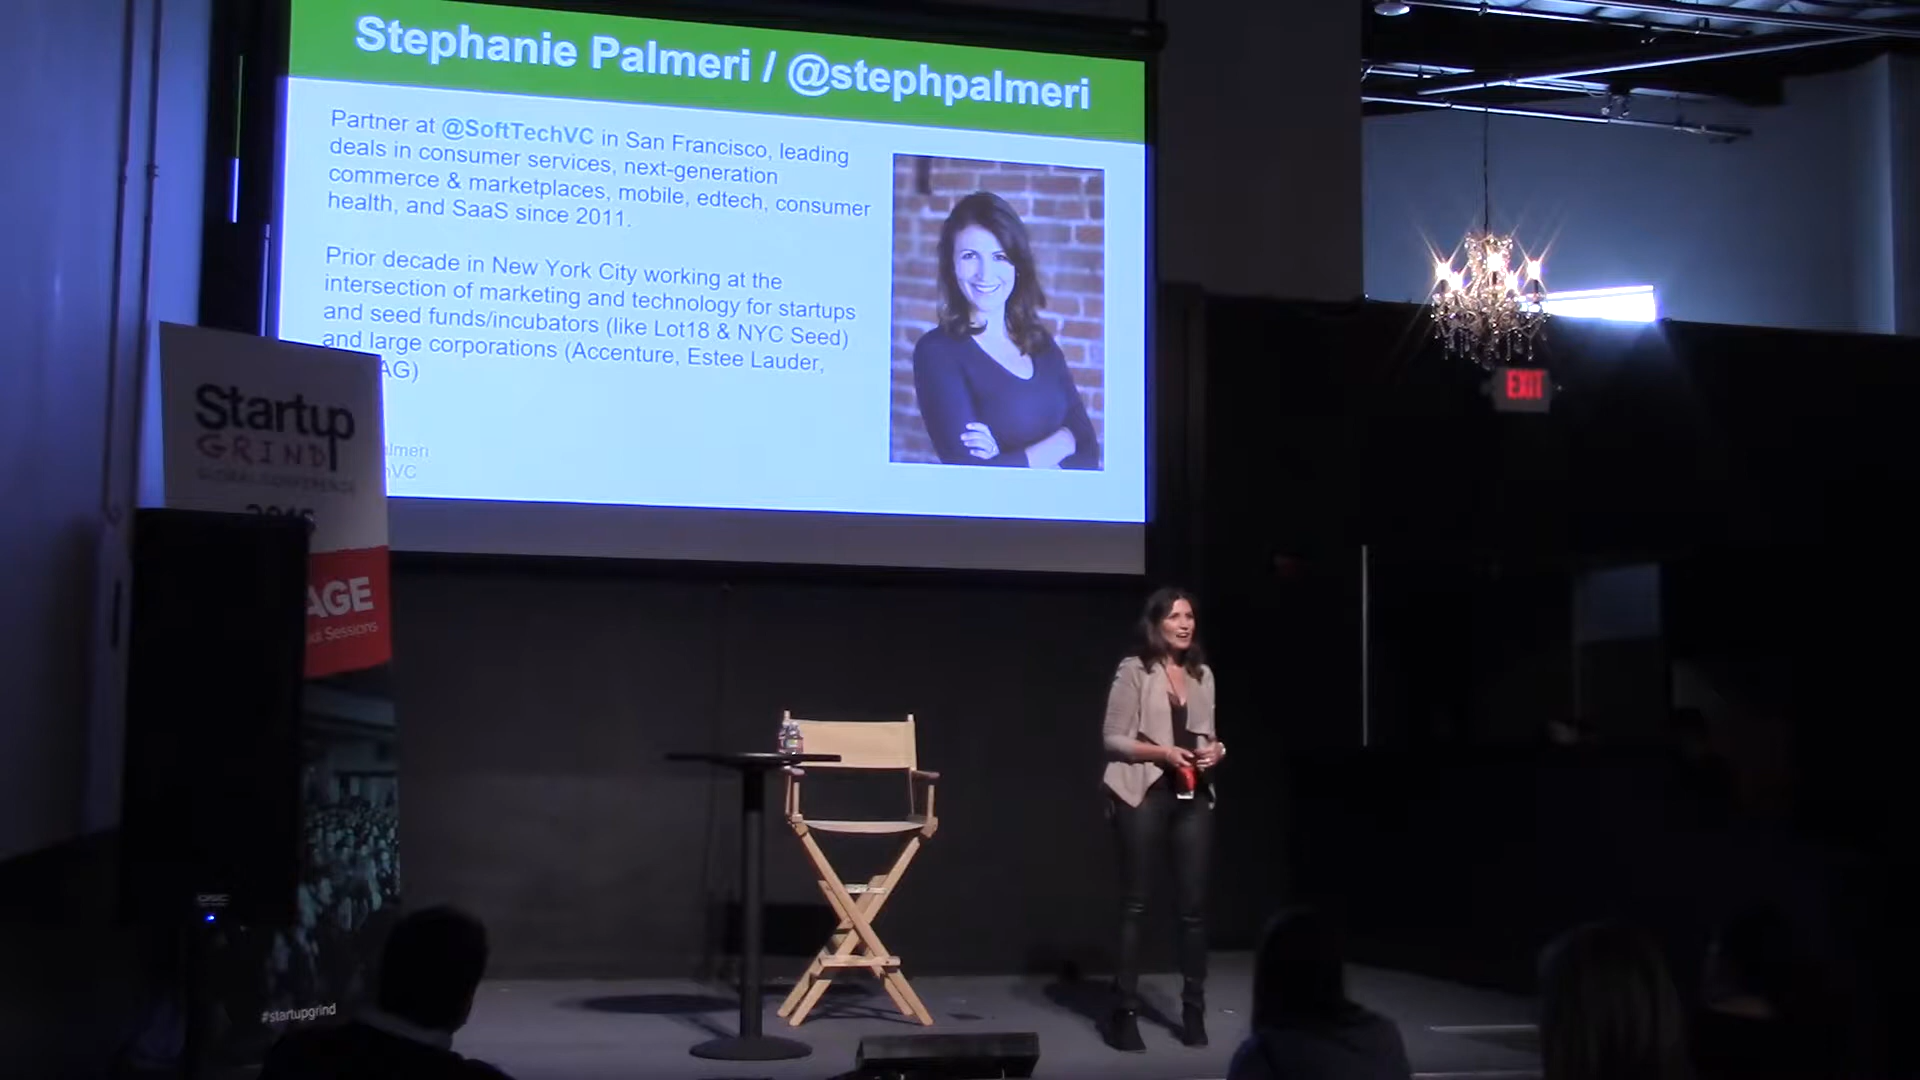 Stephanie Palmeri / @stephpalmeri
Partner at @SoftTechVC in San Francisco, leading
deals in consumer services, next-generation
commerce & marketplaces, mobile, edtech, consumer
health, and SaaS since 2011.
Prior decade in New York City working at the
intersection of marketing and technology for startups
and seed funds/incubators (like Lot18 & NYC Seed)
and large corporations (Accenture, Estee Lauder,
AG)
Startup
GRIND
GLOBAL CONFERENCE
AGE
Sessions
#startupgrind
EXIT